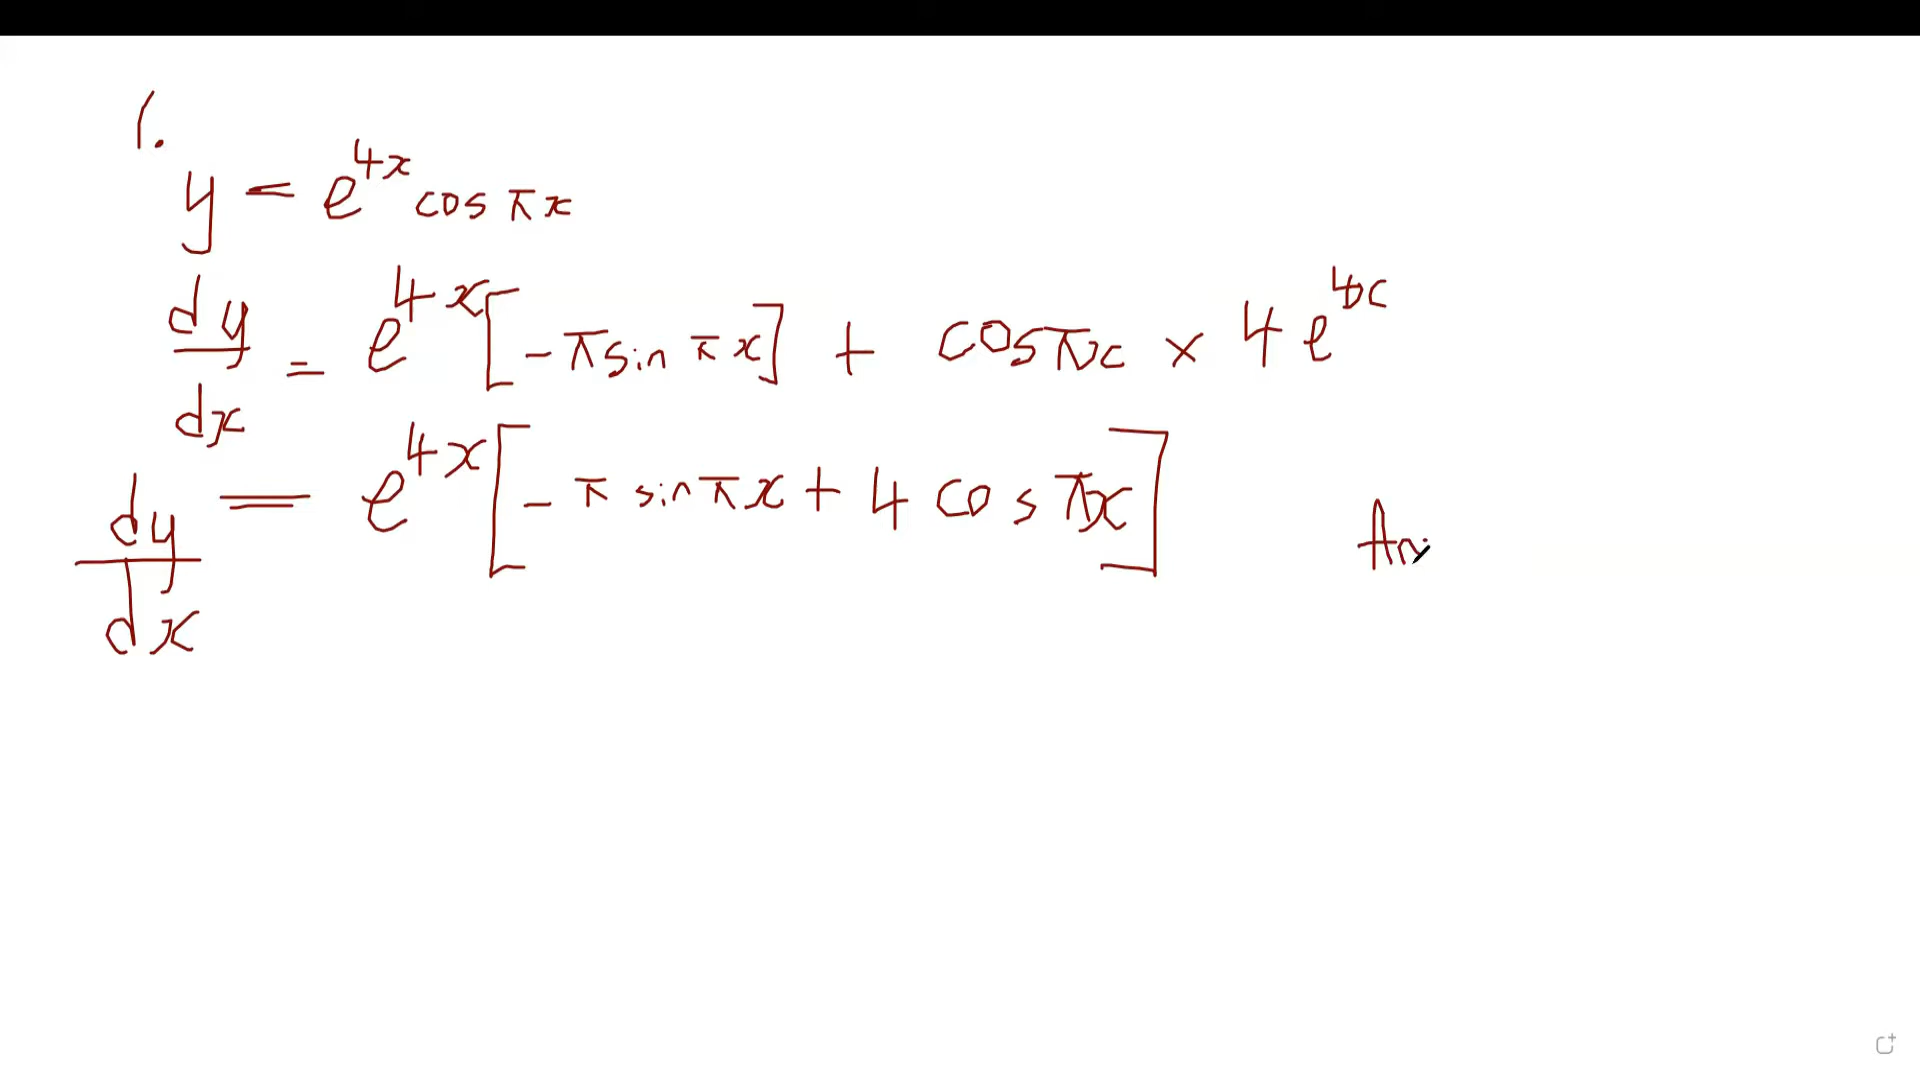 1.
y = e^{4x} cos πx
dy/dx = e^{4x}[-π sin πx] + cos πx × 4e^{4x}
dy/dx = e^{4x}[-π sin πx + 4 cos πx]